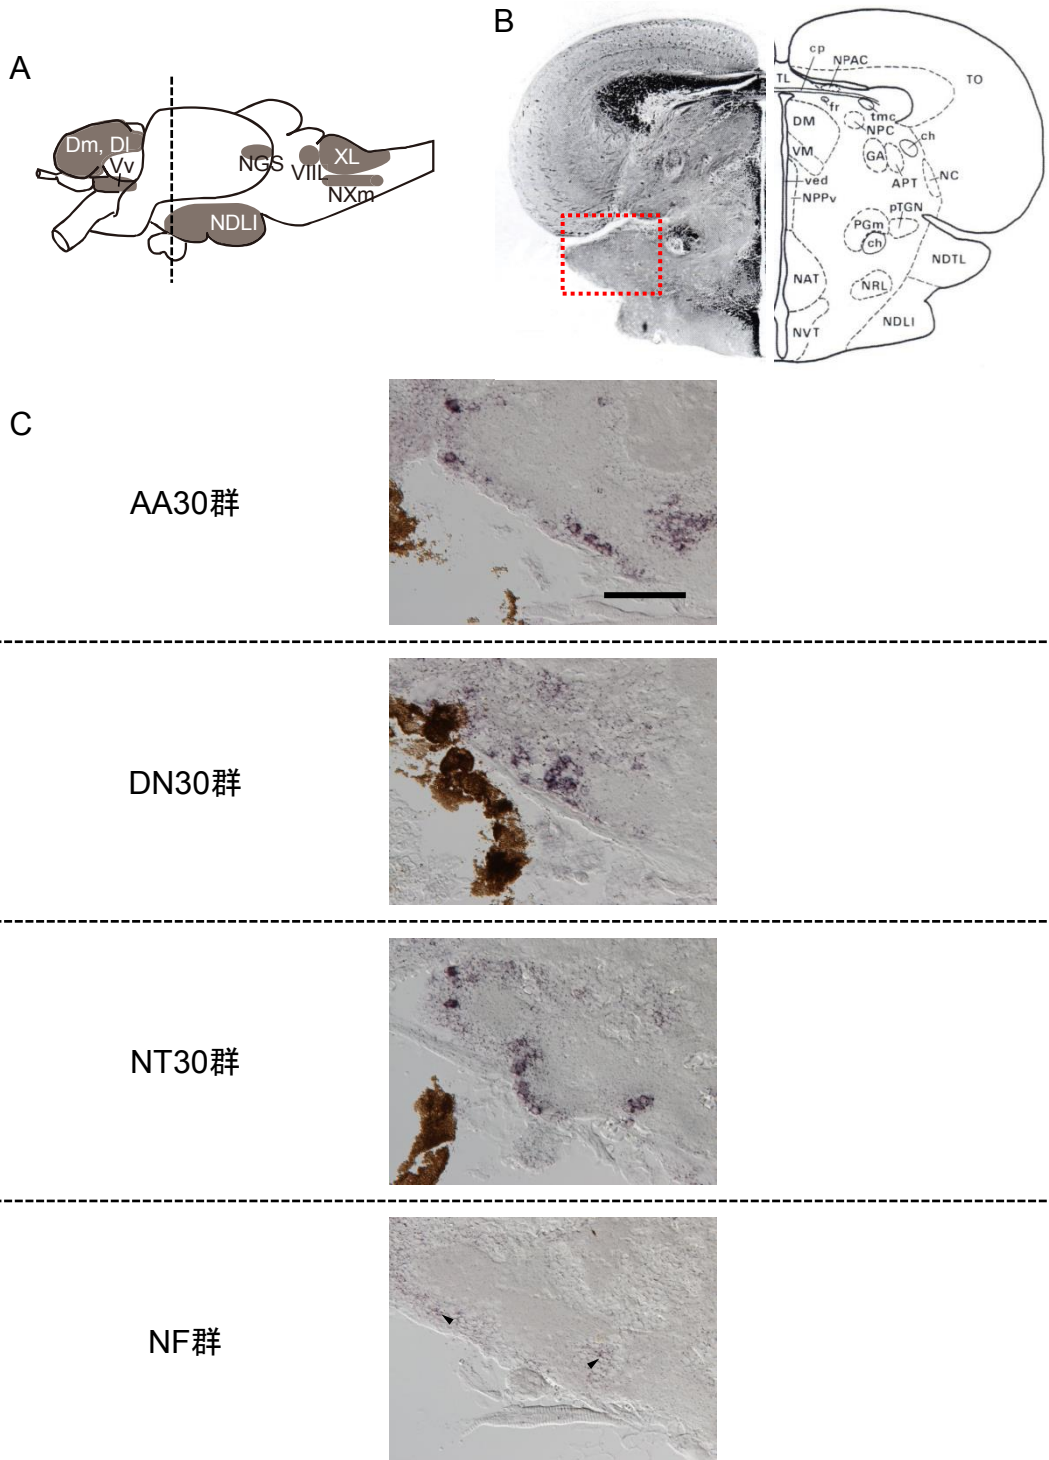 A
Dm, Dl
Vv
NGS
VIIL
XL
NXm
NDLI
B
cp
NPAC
TL
TO
fr
tmc
DM
NPC
ch
VM
GA
APT
NC
ved
NPPv
pTGN
PGm
ch
NDTL
NAT
NRL
NDLI
NVT
C
AA30群
DN30群
NT30群
NF群